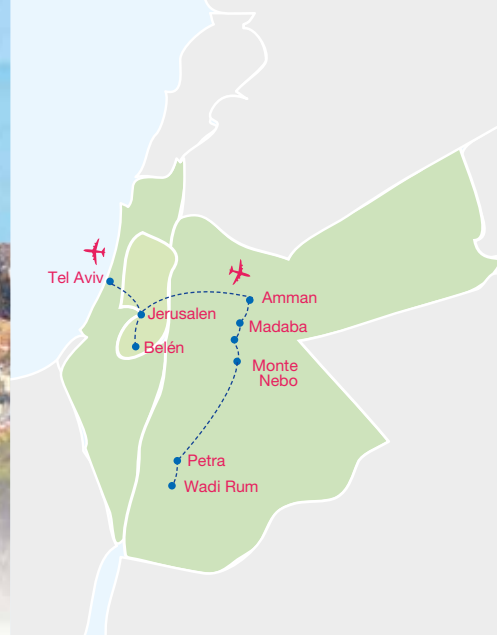 Tel Aviv
Jerusalen
Belén
Amman
Madaba
Monte
Nebo
Petra
Wadi Rum